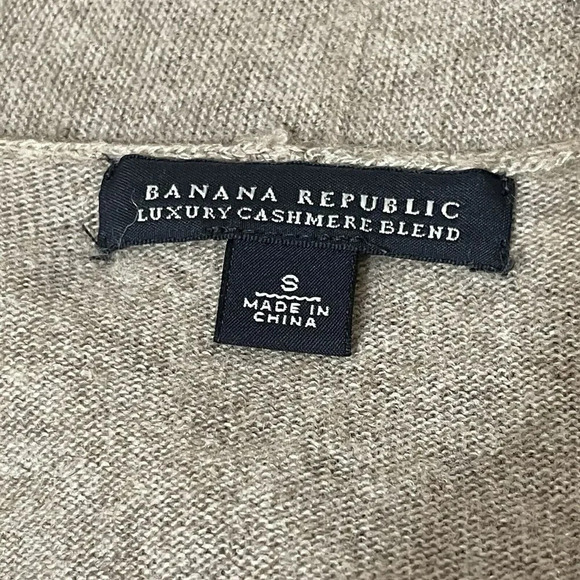 BANANA REPUBLIC
LUXURY CASHMERE BLEND
S
MADE IN
CHINA